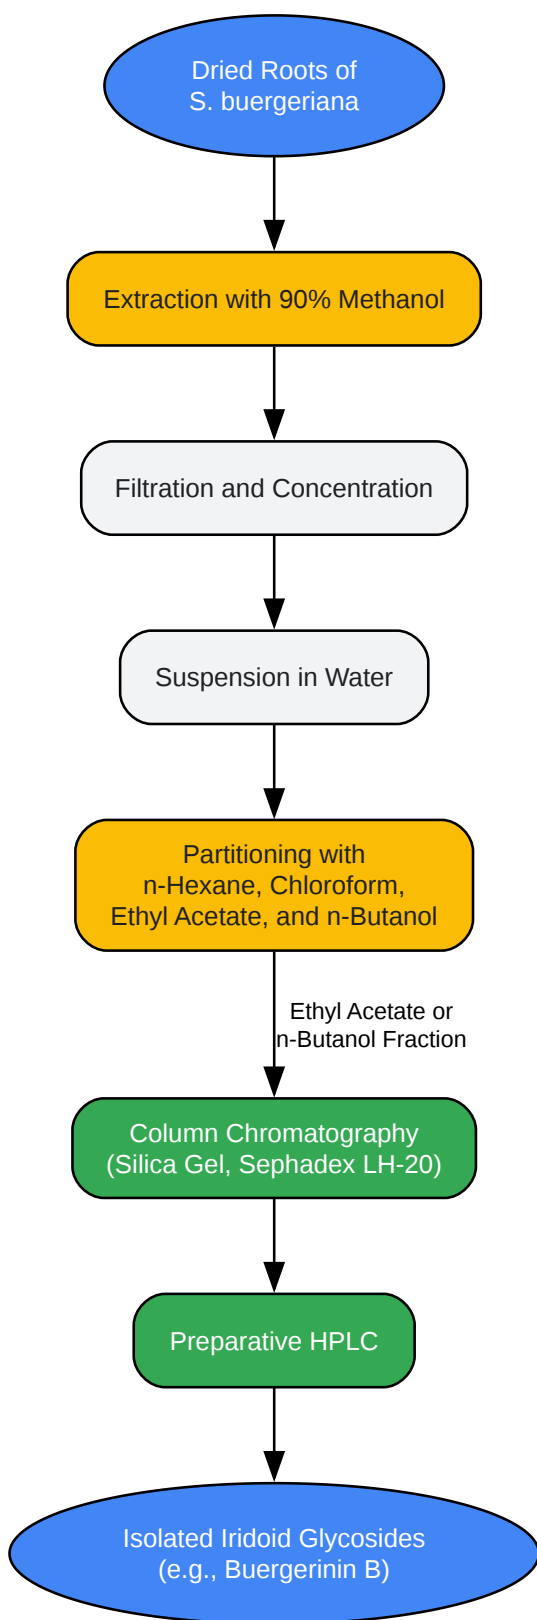 Dried Roots of
S. buergeriana
Extraction with 90% Methanol
Filtration and Concentration
Suspension in Water
Partitioning with
n-Hexane, Chloroform,
Ethyl Acetate, and n-Butanol
Ethyl Acetate or
n-Butanol Fraction
Column Chromatography
(Silica Gel, Sephadex LH-20)
Preparative HPLC
Isolated Iridoid Glycosides
(e.g., Buergerinin B)